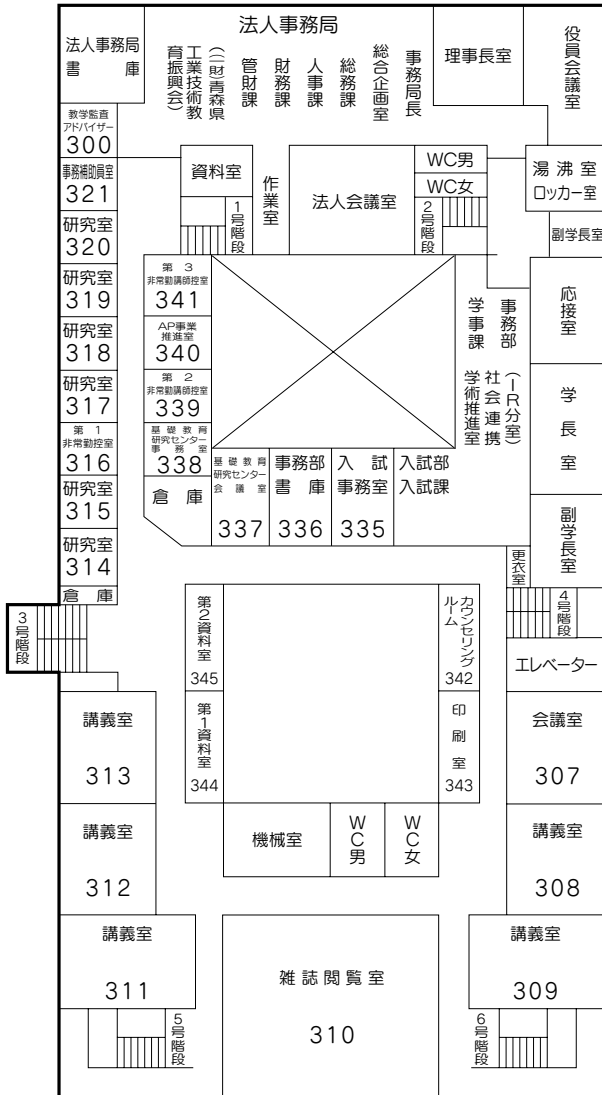 法人事務局
書庫
法人事務局
(一財)青森県
工業技術教
育振興会)
管財課
財務課
人事課
総務課
総合企画室
事務局長
理事長室
役員会議室
教学監査
アドバイザー
300
事務補助員室
321
研究室
320
研究室
319
研究室
318
研究室
317
第1
非常勤控室
316
研究室
315
研究室
314
倉庫
3号階段
資料室
1号階段
作業室
法人会議室
WC男
WC女
2号階段
湯沸室
ロッカー室
副学長室
応接室
学長室
副学長室
更衣室
4号階段
エレベーター
第3
非常勤講師控室
341
AP事業
推進室
340
第2
非常勤講師控室
339
基礎教育
研究センター
事務室
338
倉庫
基礎教育
研究センター
会議室
337
事務部
書庫
336
入試
事務室
335
入試部
入試課
事務部
学事課
(IR分室)
社会連携
学術推進室
第2資料室
345
第1資料室
344
カウンセリング
ルーム
342
印刷室
343
機械室
WC男
WC女
講義室
313
講義室
312
講義室
311
5号階段
雑誌閲覧室
310
会議室
307
講義室
308
講義室
309
6号階段